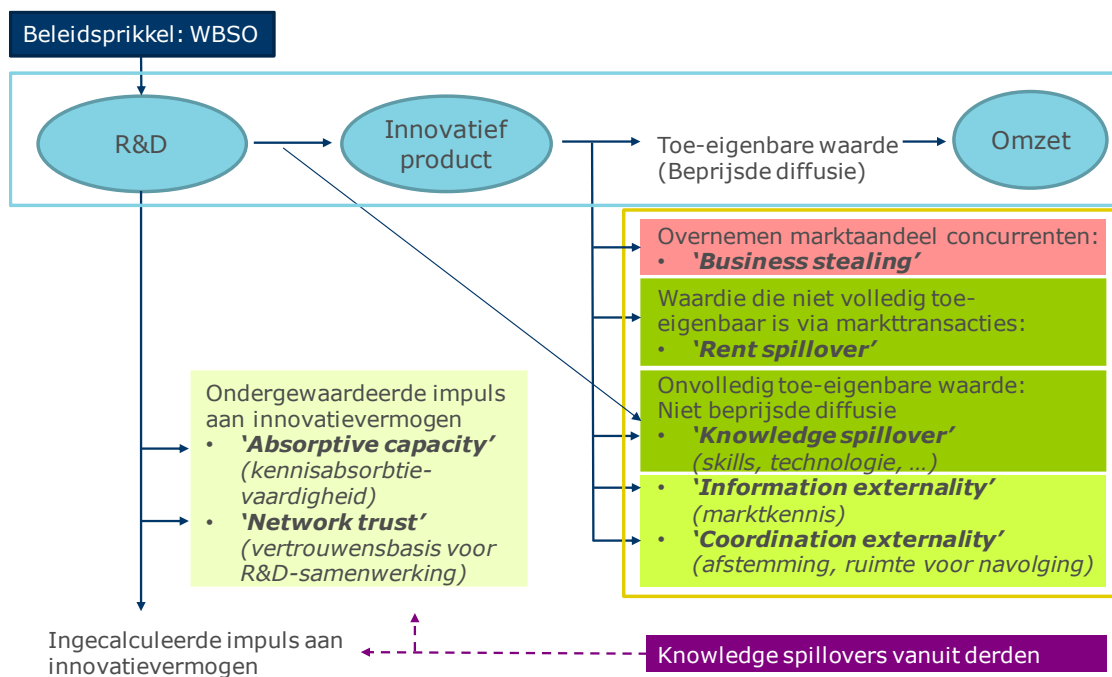 Beleidsprikkel: WBSO
R&D
Innovatief
product
Toe-eigenbare waarde
(Beprijsde diffusie)
Omzet
Overnemen marktaandeel concurrenten:
• ‘Business stealing’
Waardie die niet volledig toe-
eigenbaar is via markttransacties:
• ‘Rent spillover’
Onvolledig toe-eigenbare waarde:
Niet beprijsde diffusie
• ‘Knowledge spillover’
(skills, technologie, …)
• ‘Information externality’
(marktkennis)
• ‘Coordination externality’
(afstemming, ruimte voor navolging)
Ondergewaardeerde impuls
aan innovatievermogen
• ‘Absorptive capacity’
(kennisabsorbtie-
vaardigheid)
• ‘Network trust’
(vertrouwensbasis voor
R&D-samenwerking)
Ingecalculeerde impuls aan
innovatievermogen
Knowledge spillovers vanuit derden